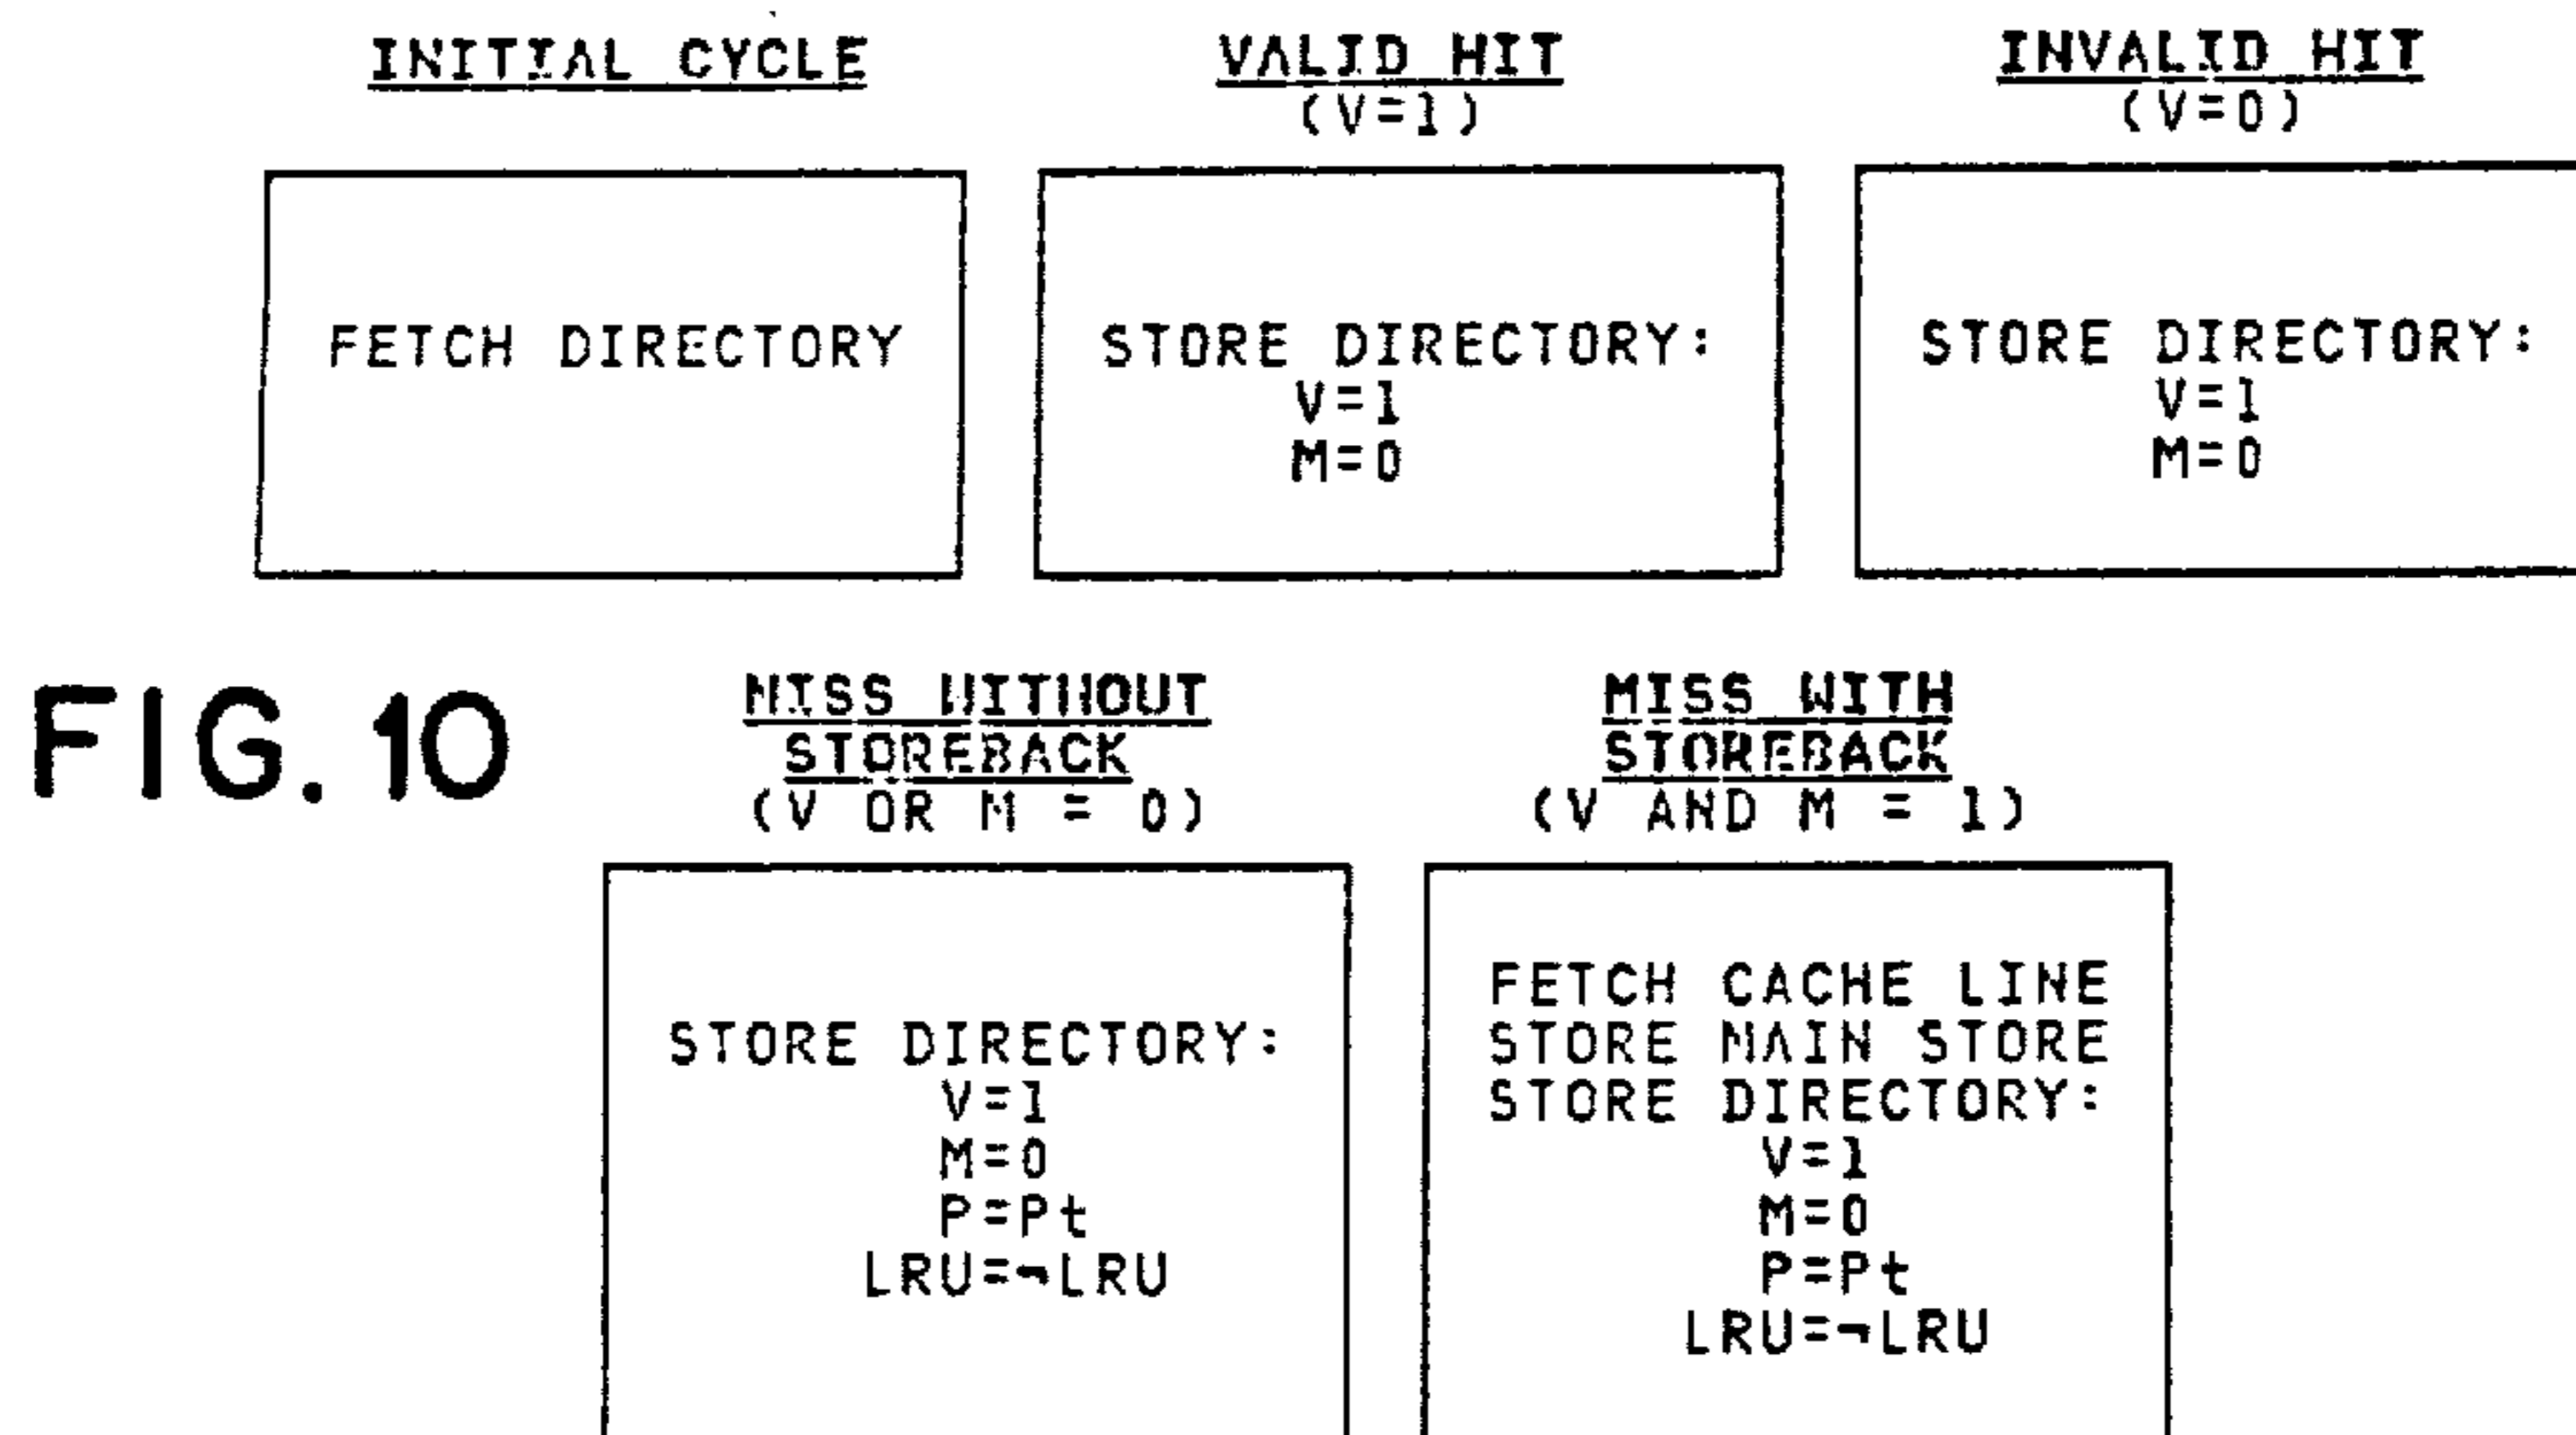 INITIAL CYCLE
FETCH DIRECTORY
VALID HIT
(V=1)
STORE DIRECTORY:
V=1
M=0
INVALID HIT
(V=0)
STORE DIRECTORY:
V=1
M=0
FIG. 10
MISS WITHOUT
STOREBACK
(V OR M = 0)
STORE DIRECTORY:
V=1
M=0
P=Pt
LRU=¬LRU
MISS WITH
STOREBACK
(V AND M = 1)
FETCH CACHE LINE
STORE MAIN STORE
STORE DIRECTORY:
V=1
M=0
P=Pt
LRU=¬LRU